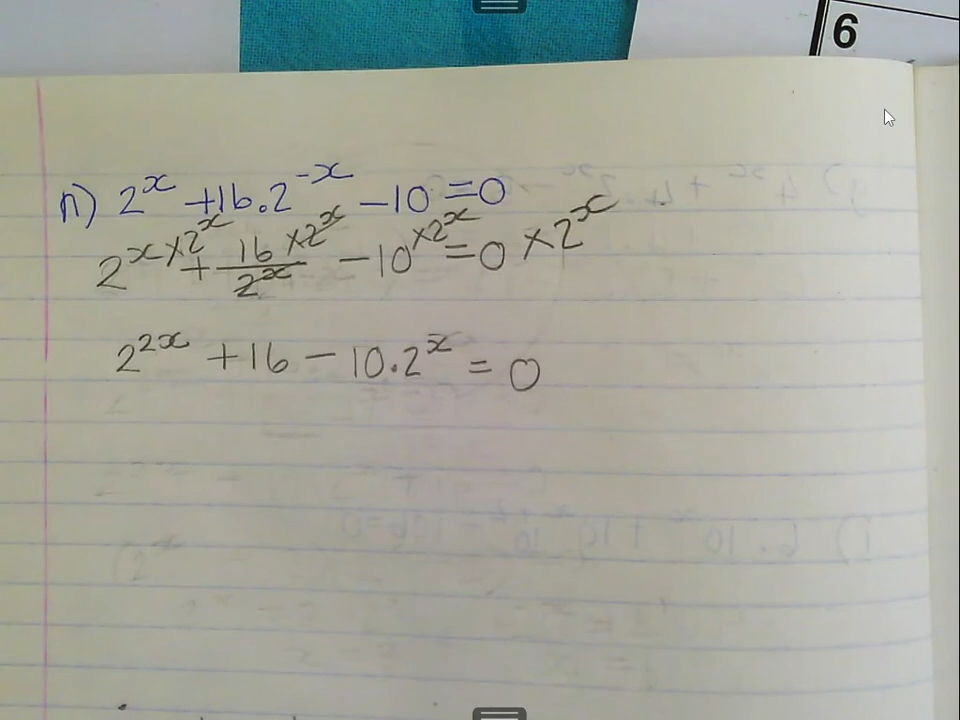 6
n) 2^x + 16.2^-x - 10 = 0
2^x ×2^x + 16 ×2^x / 2^x - 10 ×2^x = 0 × 2^x
2^2x + 16 - 10.2^x = 0